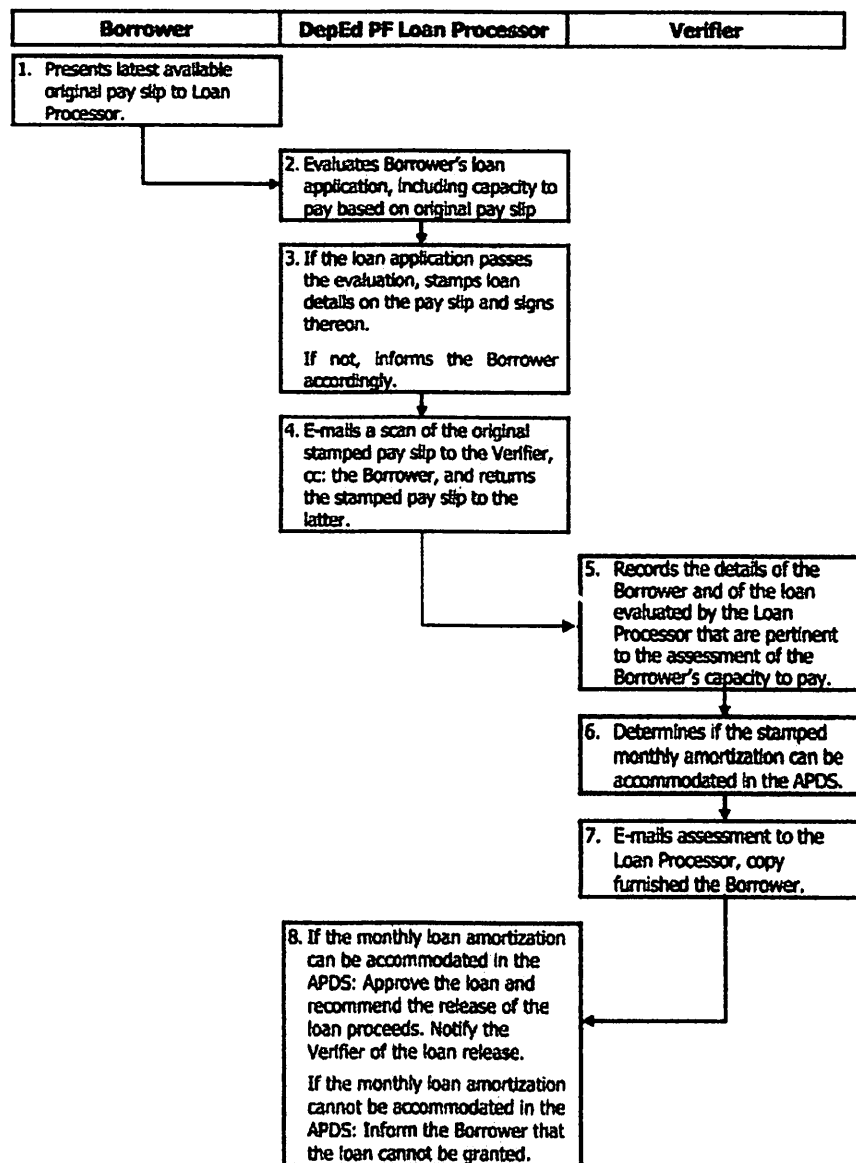 Borrower DepEd PF Loan Processor Verifier
1. Presents latest available
original pay slip to Loan
Processor.
2. Evaluates Borrower's loan
application, including capacity to
pay based on original pay slip
3. If the loan application passes
the evaluation, stamps loan
details on the pay slip and signs
thereon.
If not, informs the Borrower
accordingly.
4. E-mails a scan of the original
stamped pay slip to the Verifier,
cc: the Borrower, and returns
the stamped pay slip to the
latter.
5. Records the details of the
Borrower and of the loan
evaluated by the Loan
Processor that are pertinent
to the assessment of the
Borrower's capacity to pay.
6. Determines if the stamped
monthly amortization can be
accommodated in the APDS.
7. E-mails assessment to the
Loan Processor, copy
furnished the Borrower.
8. If the monthly loan amortization
can be accommodated in the
APDS: Approve the loan and
recommend the release of the
loan proceeds. Notify the
Verifier of the loan release.
If the monthly loan amortization
cannot be accommodated in the
APDS: Inform the Borrower that
the loan cannot be granted.